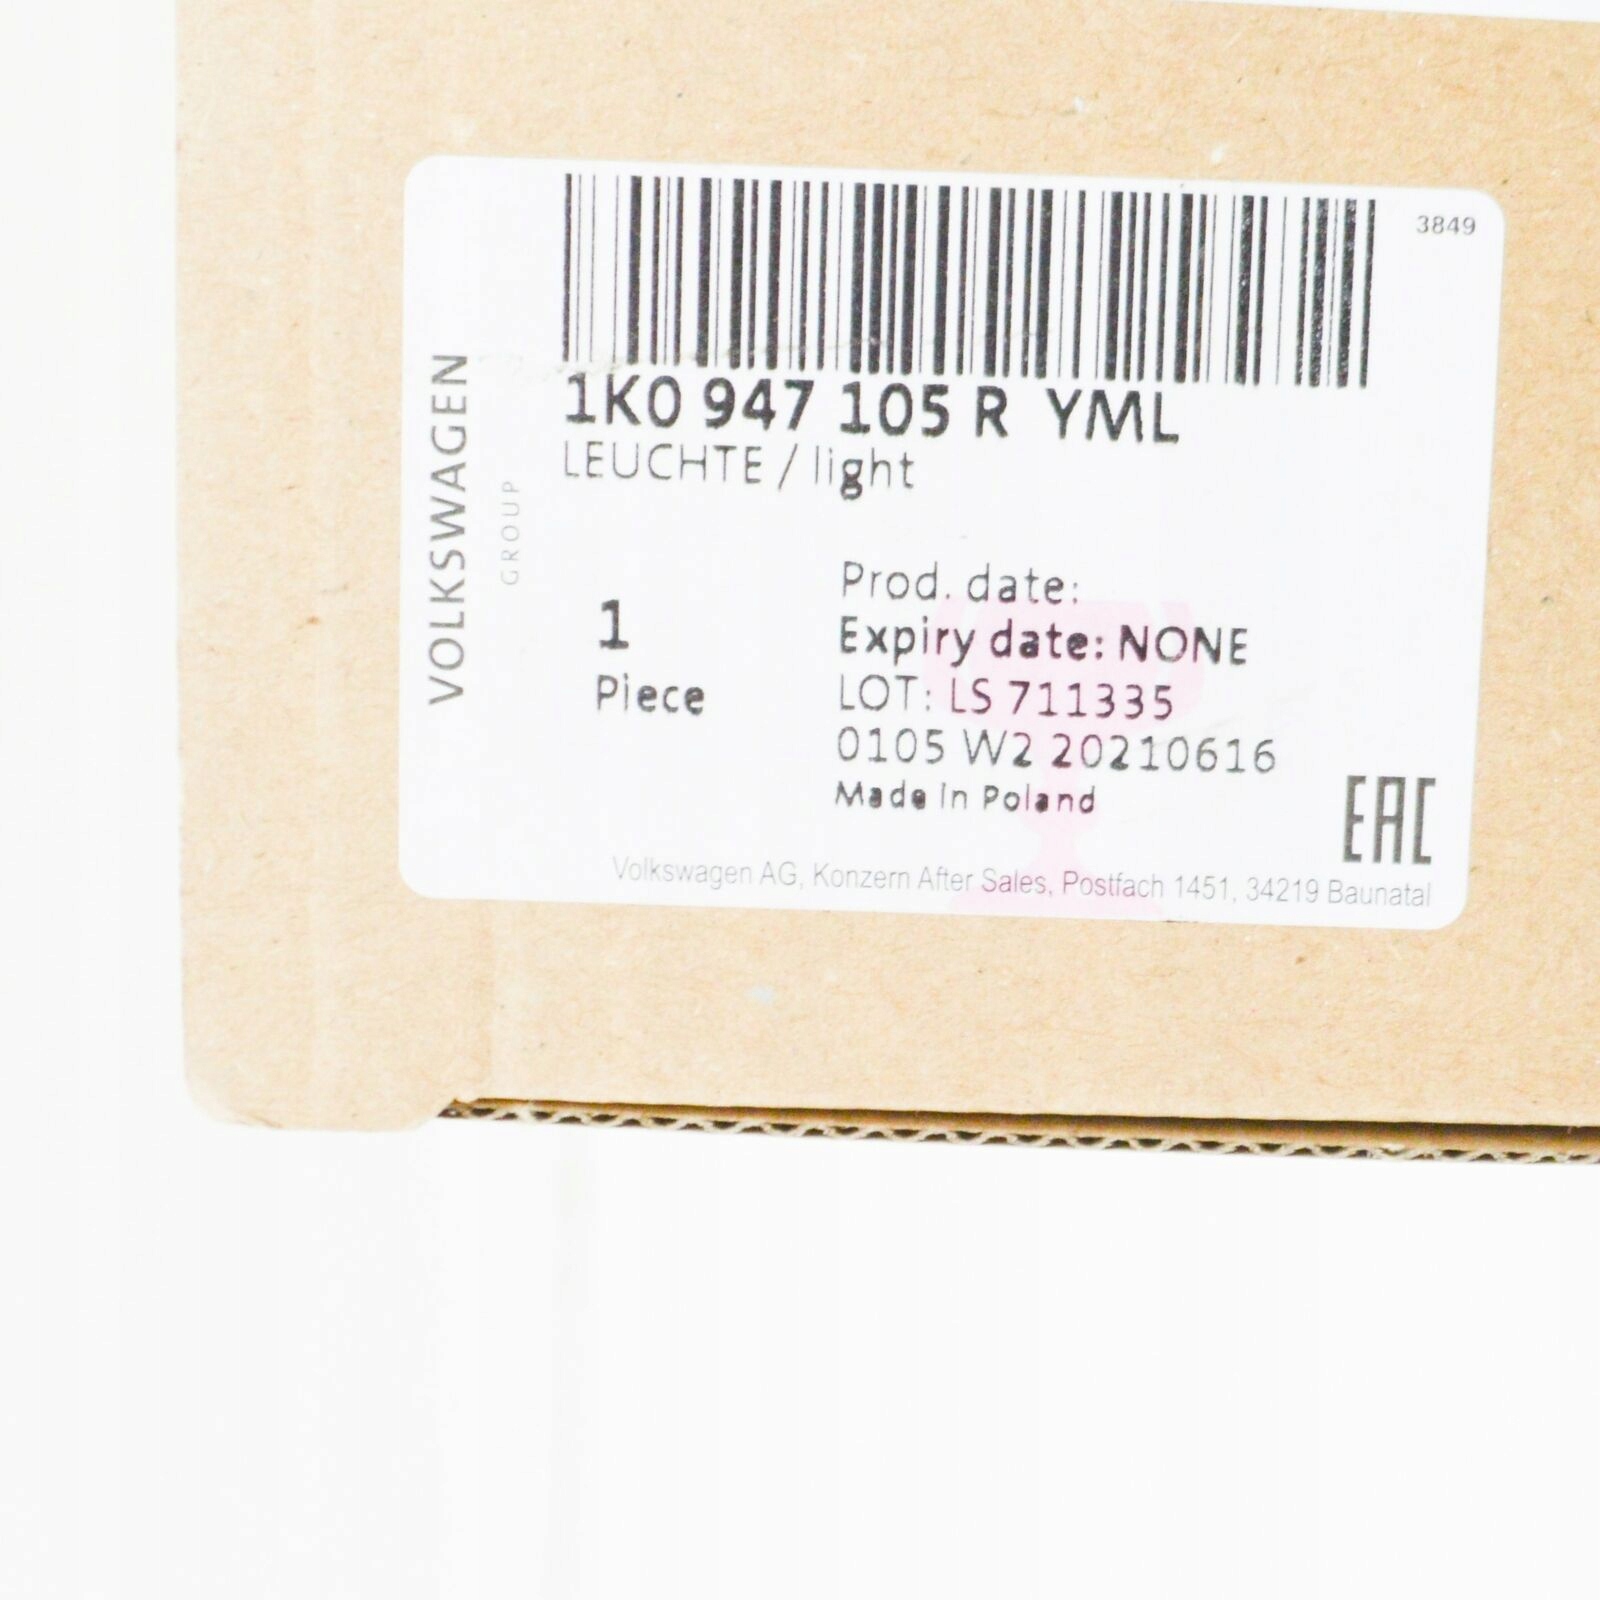 3849
1K0 947 105 R YML
LEUCHTE / light
VOLKSWAGEN
GROUP
1
Piece
Prod. date:
Expiry date: NONE
LOT: LS 711335
0105 W2 20210616
Made in Poland
EAC
Volkswagen AG, Konzern After Sales, Postfach 1451, 34219 Baunatal